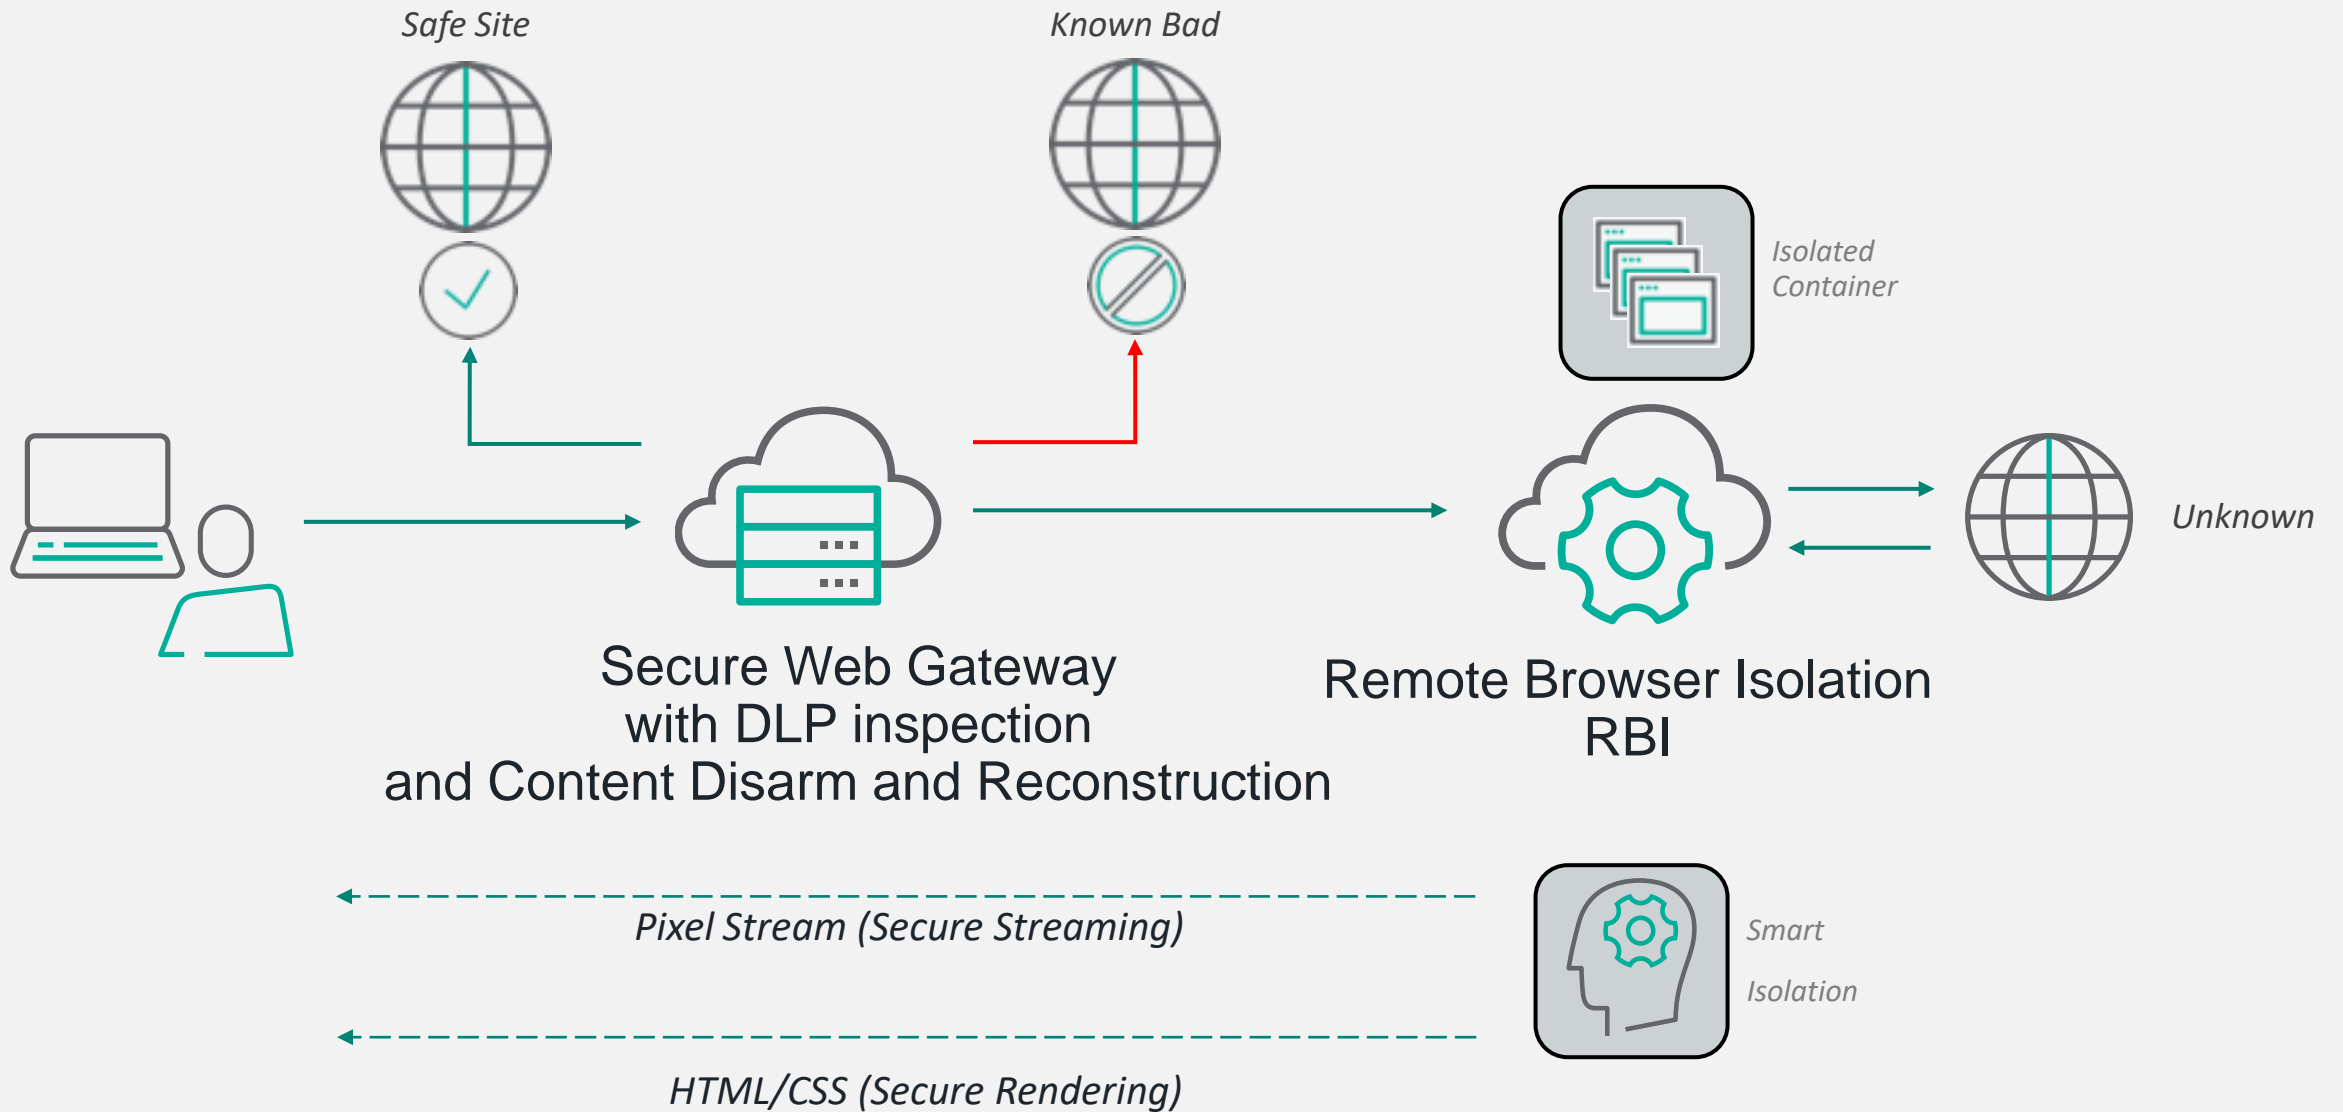 Safe Site
Known Bad
Isolated
Container
Unknown
Secure Web Gateway
with DLP inspection
and Content Disarm and Reconstruction
Remote Browser Isolation
RBI
Pixel Stream (Secure Streaming)
Smart
Isolation
HTML/CSS (Secure Rendering)